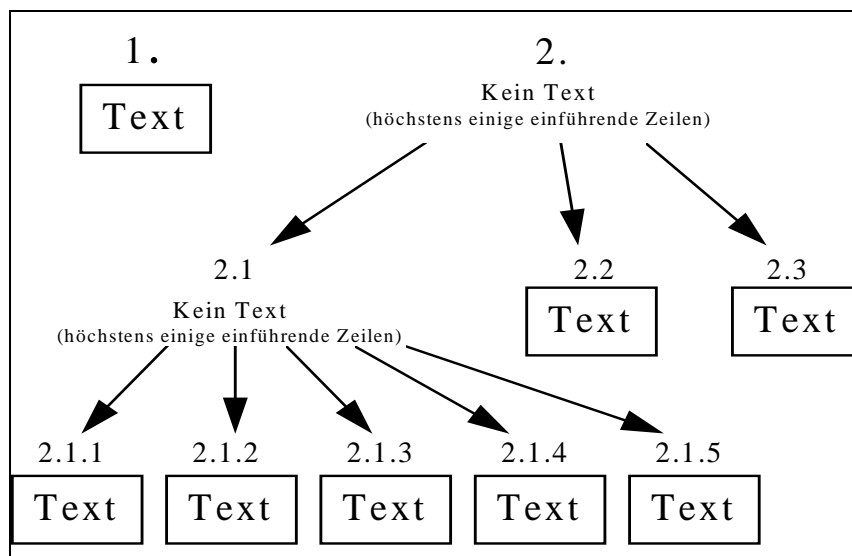 1. 2.
Text
Kein Text
(höchstens einige einführende Zeilen)
2.1 2.2 2.3
Kein Text
(höchstens einige einführende Zeilen)
Text Text
2.1.1 2.1.2 2.1.3 2.1.4 2.1.5
Text Text Text Text Text